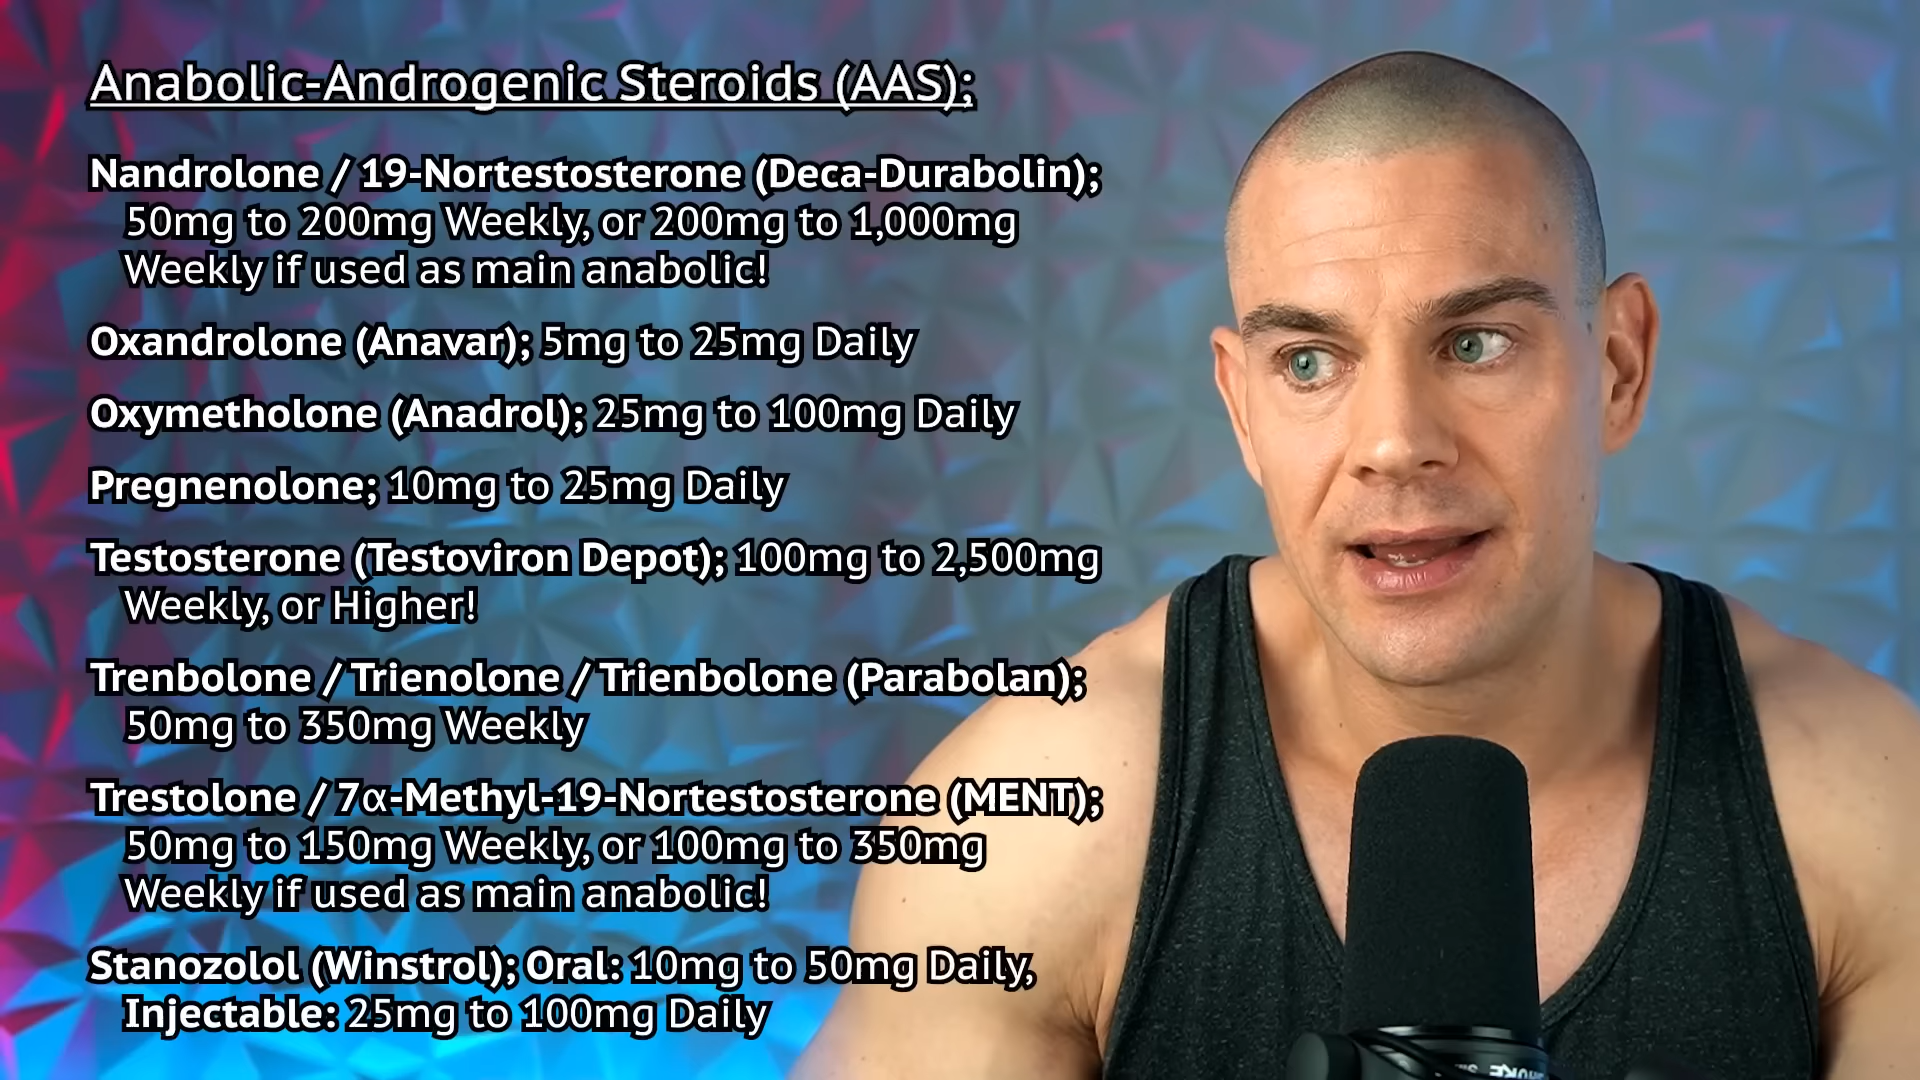 Anabolic-Androgenic Steroids (AAS);
Nandrolone / 19-Nortestosterone (Deca-Durabolin);
50mg to 200mg Weekly, or 200mg to 1,000mg
Weekly if used as main anabolic!
Oxandrolone (Anavar); 5mg to 25mg Daily
Oxymetholone (Anadrol); 25mg to 100mg Daily
Pregnenolone; 10mg to 25mg Daily
Testosterone (Testoviron Depot); 100mg to 2,500mg
Weekly, or Higher!
Trenbolone / Trienolone / Trienbolone (Parabolan);
50mg to 350mg Weekly
Trestolone / 7α-Methyl-19-Nortestosterone (MENT);
50mg to 150mg Weekly, or 100mg to 350mg
Weekly if used as main anabolic!
Stanozolol (Winstrol); Oral: 10mg to 50mg Daily,
Injectable: 25mg to 100mg Daily